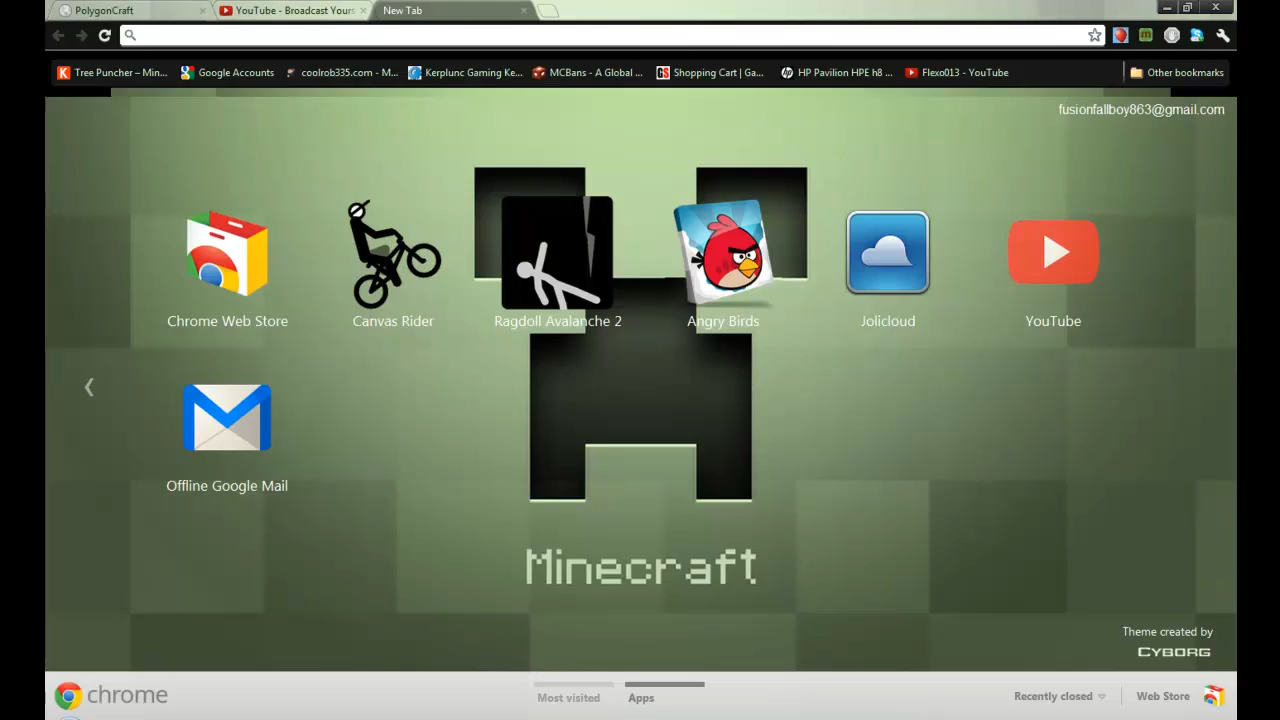 PolygonCraft
YouTube - Broadcast Yours
New Tab
Tree Puncher – Min...
Google Accounts
coolrob335.com - M...
Kerplunc Gaming Ke...
MCBans - A Global ...
Shopping Cart | Ga...
HP Pavilion HPE h8 ...
Flexo013 - YouTube
Other bookmarks
fusionfallboy863@gmail.com
Chrome Web Store
Canvas Rider
Ragdoll Avalanche 2
Angry Birds
Jolicloud
YouTube
Offline Google Mail
Minecraft
Theme created by
CYBORG
chrome
Most visited
Apps
Recently closed
Web Store